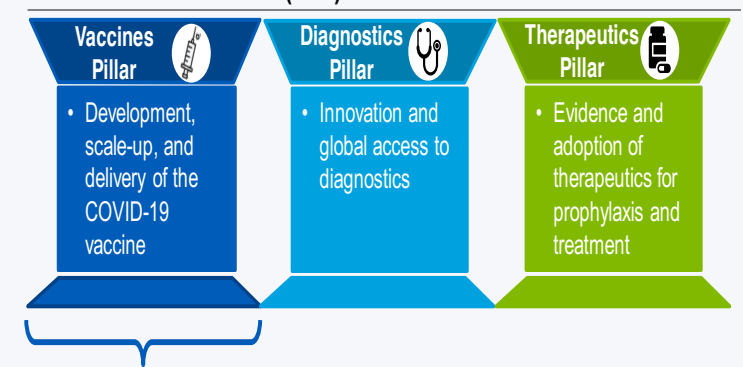 Vaccines
Pillar
• Development,
scale-up, and
delivery of the
COVID-19
vaccine
Diagnostics
Pillar
• Innovation and
global access to
diagnostics
Therapeutics
Pillar
• Evidence and
adoption of
therapeutics for
prophylaxis and
treatment